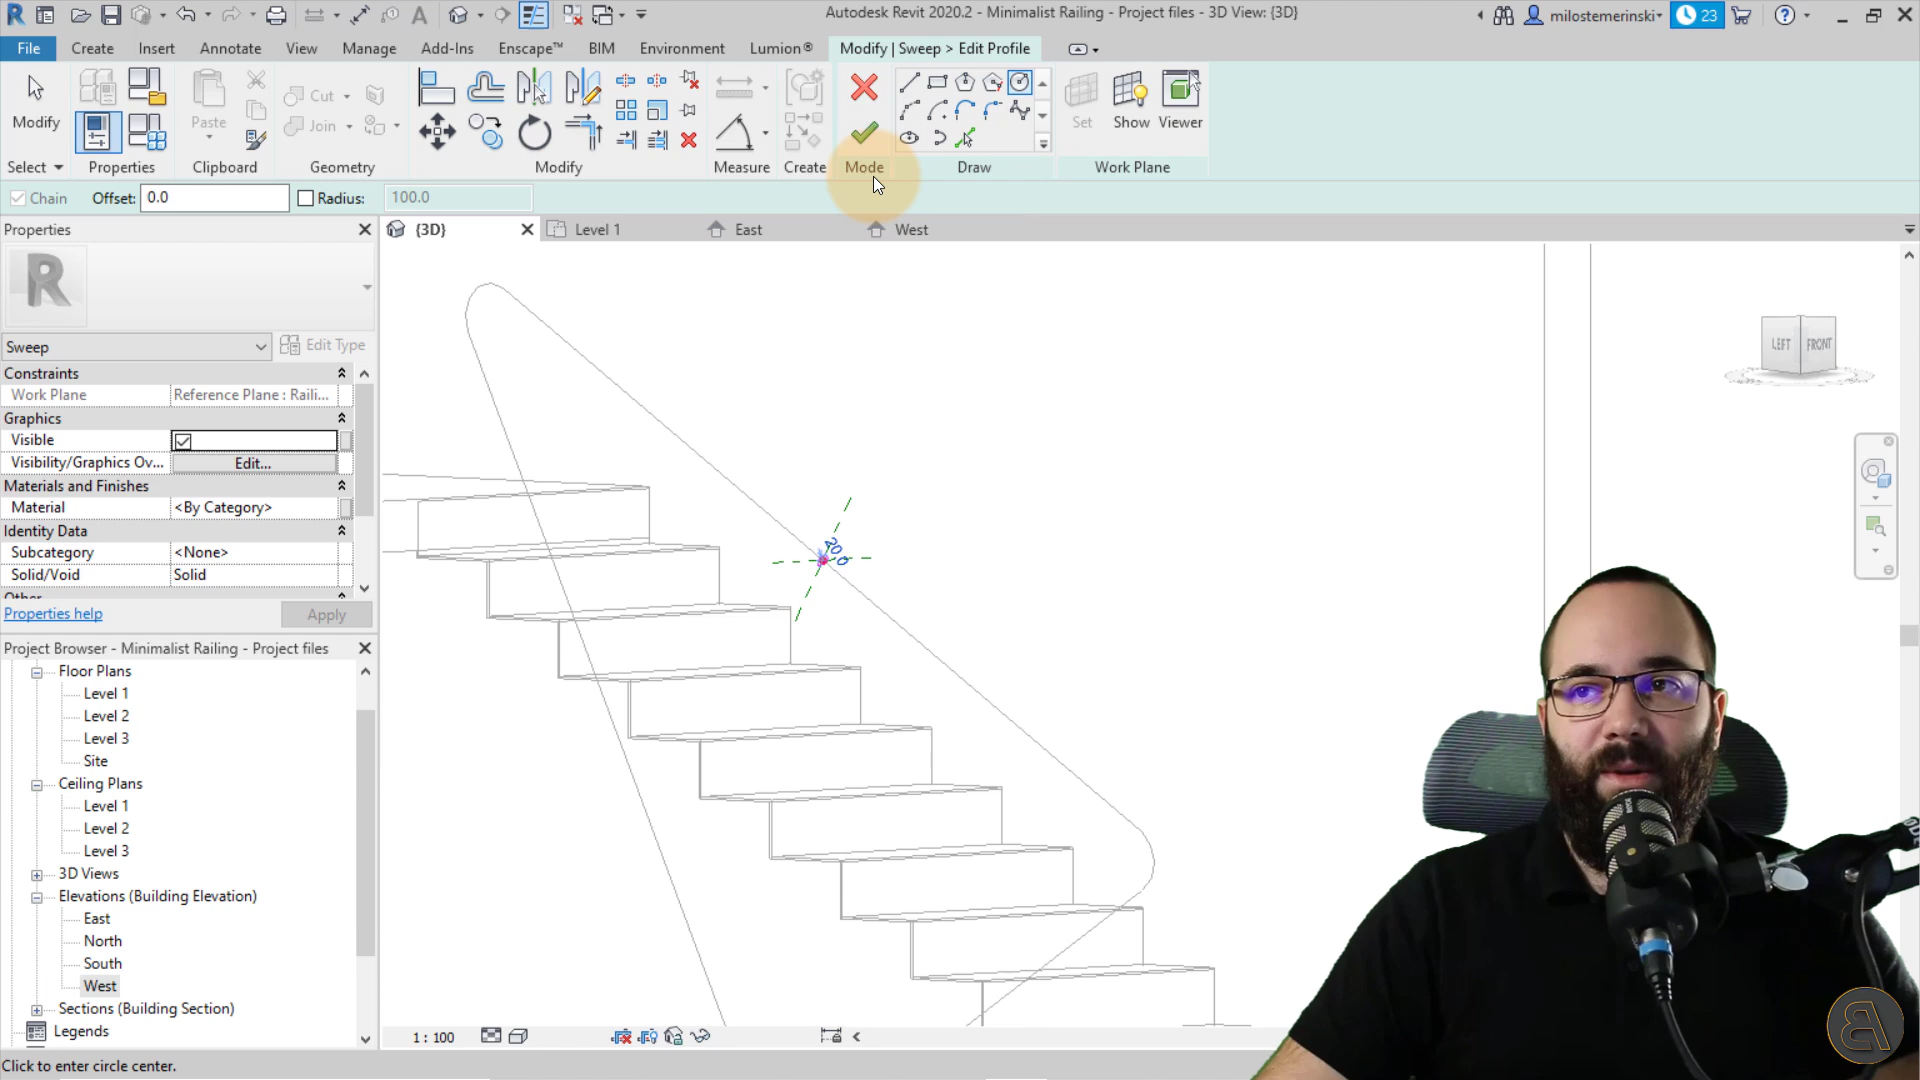 Autodesk Revit 2020.2 - Minimalist Railing - Project files - 3D View: {3D}
milostemerinski
23
File Create Insert Annotate View Manage Add-Ins Enscape™ BIM Environment Lumion® Modify | Sweep > Edit Profile
Modify
Paste
Cut
Join
Set Show Viewer
Select Properties Clipboard Geometry Modify Measure Create Mode Draw Work Plane
Chain Offset: 0.0 Radius: 100.0
Properties
{3D} Level 1 East West
Sweep Edit Type
Constraints
Work Plane Reference Plane : Raili...
Graphics
Visible
Visibility/Graphics Ov... Edit...
Materials and Finishes
Material <By Category>
Identity Data
Subcategory <None>
Solid/Void Solid
Other
Properties help Apply
Project Browser - Minimalist Railing - Project files
Floor Plans
Level 1
Level 2
Level 3
Site
Ceiling Plans
Level 1
Level 2
Level 3
3D Views
Elevations (Building Elevation)
East
North
South
West
Sections (Building Section)
Legends
LEFT FRONT
20.0
1 : 100
Click to enter circle center.